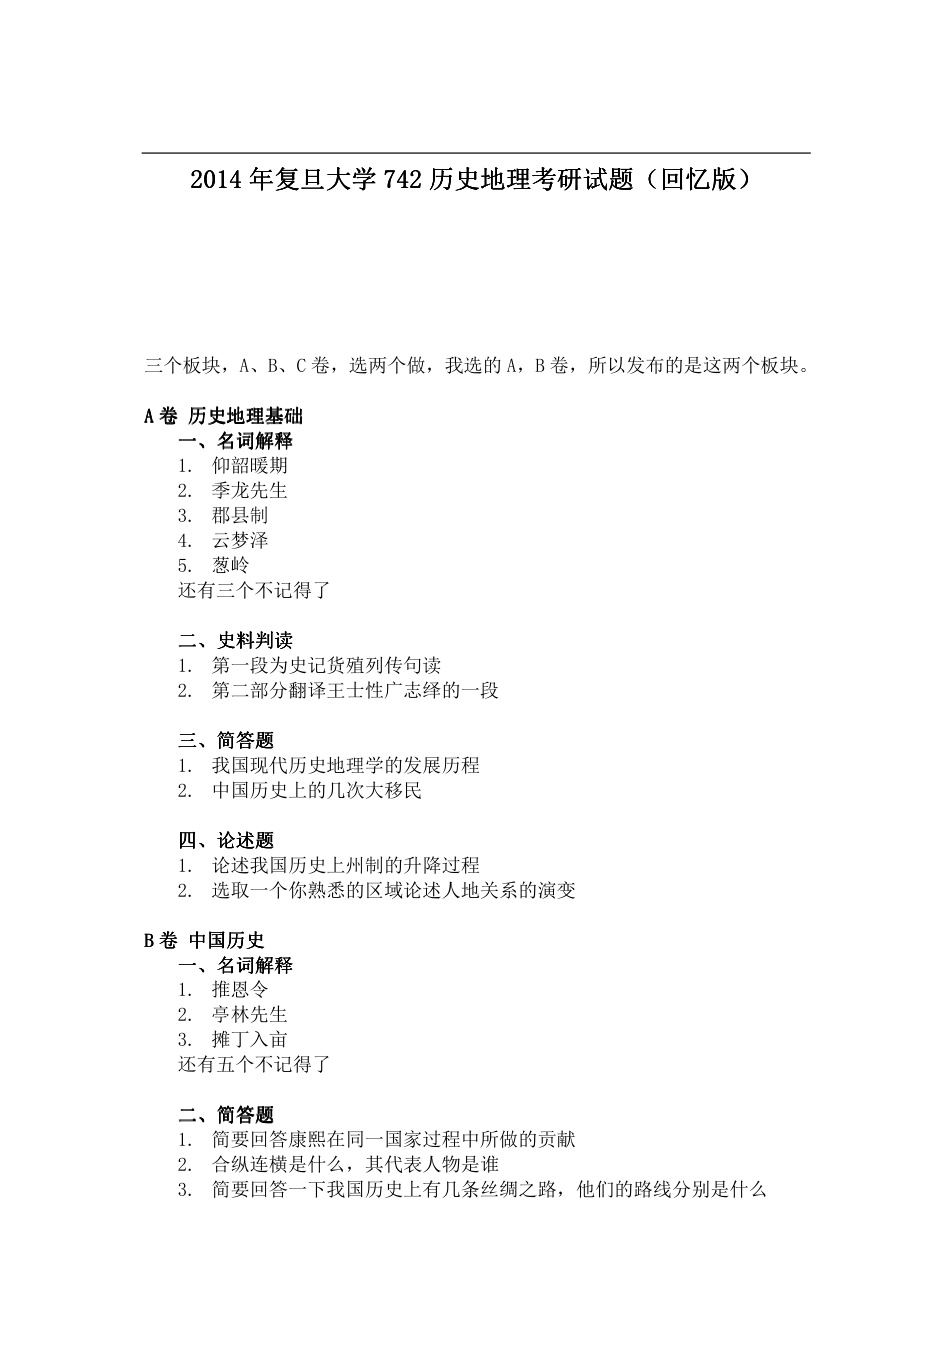 2014 年复旦大学 742 历史地理考研试题（回忆版）
三个板块，A、B、C 卷，选两个做，我选的 A，B 卷，所以发布的是这两个板块。
A 卷 历史地理基础
一、名词解释
1. 仰韶暖期
2. 季龙先生
3. 郡县制
4. 云梦泽
5. 葱岭
还有三个不记得了
二、史料判读
1. 第一段为史记货殖列传句读
2. 第二部分翻译王士性广志绎的一段
三、简答题
1. 我国现代历史地理学的发展历程
2. 中国历史上的几次大移民
四、论述题
1. 论述我国历史上州制的升降过程
2. 选取一个你熟悉的区域论述人地关系的演变
B 卷 中国历史
一、名词解释
1. 推恩令
2. 亭林先生
3. 摊丁入亩
还有五个不记得了
二、简答题
1. 简要回答康熙在同一国家过程中所做的贡献
2. 合纵连横是什么，其代表人物是谁
3. 简要回答一下我国历史上有几条丝绸之路，他们的路线分别是什么